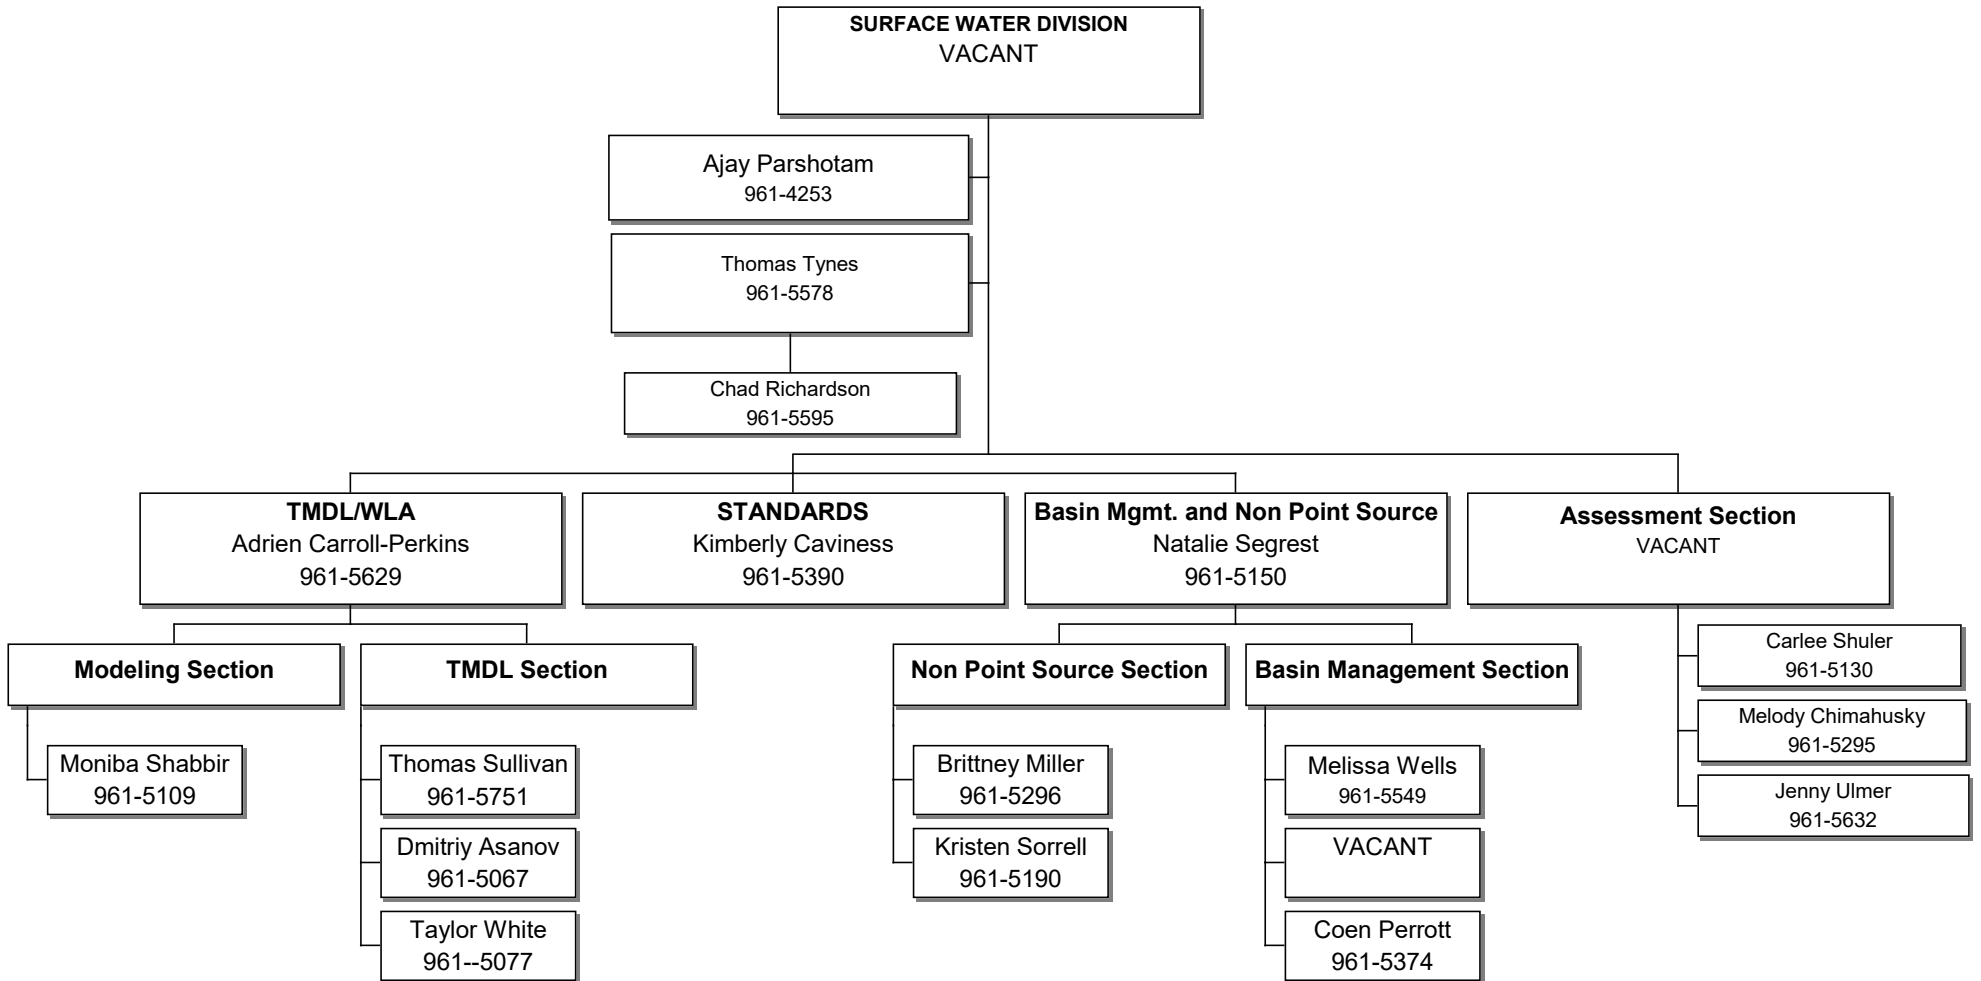 SURFACE WATER DIVISION
VACANT
Ajay Parshotam
961-4253
Thomas Tynes
961-5578
Chad Richardson
961-5595
TMDL/WLA
Adrien Carroll-Perkins
961-5629
STANDARDS
Kimberly Caviness
961-5390
Basin Mgmt. and Non Point Source
Natalie Segrest
961-5150
Assessment Section
VACANT
Modeling Section
Moniba Shabbir
961-5109
TMDL Section
Thomas Sullivan
961-5751
Dmitriy Asanov
961-5067
Taylor White
961--5077
Non Point Source Section
Brittney Miller
961-5296
Kristen Sorrell
961-5190
Basin Management Section
Melissa Wells
961-5549
VACANT
Coen Perrott
961-5374
Carlee Shuler
961-5130
Melody Chimahusky
961-5295
Jenny Ulmer
961-5632